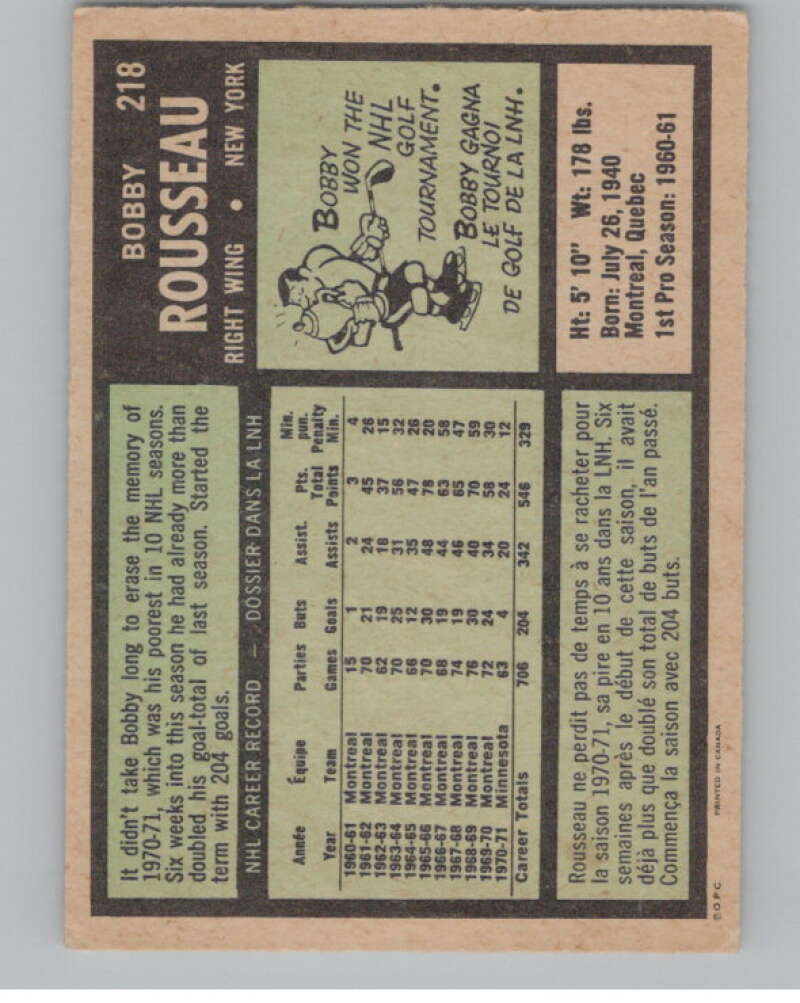 BOBBY 218
ROUSSEAU
RIGHT WING • NEW YORK
It didn't take Bobby long to erase the memory of
1970-71, which was his poorest in 10 NHL seasons.
Six weeks into this season he had already more than
doubled his goal-total of last season. Started the
term with 204 goals.
BOBBY
WON THE
NHL
GOLF
TOURNAMENT.
BOBBY GAGNA
LE TOURNOI
DE GOLF DE LA LNH.
NHL CAREER RECORD — DOSSIER DANS LA LNH
Année Équipe Parties Buts Assist. Pts. Total Min. pun.
Year Team Games Goals Assists Points Penalty Min.
1960-61 Montreal 15 1 2 3 4
1961-62 Montreal 70 21 24 45 26
1962-63 Montreal 62 19 18 37 15
1963-64 Montreal 70 25 31 56 32
1964-65 Montreal 66 12 35 47 26
1965-66 Montreal 70 30 48 78 20
1966-67 Montreal 68 19 44 63 58
1967-68 Montreal 74 19 46 65 47
1968-69 Montreal 76 30 40 70 59
1969-70 Montreal 72 24 34 58 30
1970-71 Minnesota 63 4 20 24 12
Career Totals 706 204 342 546 329
Ht: 5' 10" Wt: 178 lbs.
Born: July 26, 1940
Montreal, Quebec
1st Pro Season: 1960-61
Rousseau ne perdit pas de temps à se racheter pour
la saison 1970-71, sa pire en 10 ans dans la LNH. Six
semaines après le début de cette saison, il avait
déjà plus que doublé son total de buts de l'an passé.
Commença la saison avec 204 buts.
© O.P.C. PRINTED IN CANADA